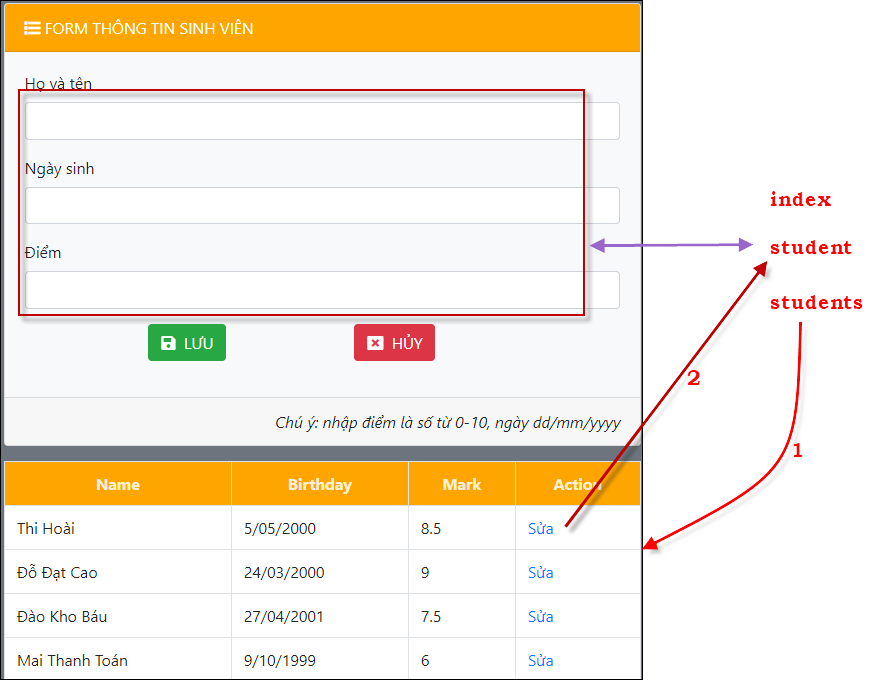 FORM THÔNG TIN SINH VIÊN
Họ và tên
Ngày sinh
Điểm
LƯU HỦY
Chú ý: nhập điểm là số từ 0-10, ngày dd/mm/yyyy
index
student
students
2
1
Name Birthday Mark Action
Thi Hoài 5/05/2000 8.5 Sửa
Đỗ Đạt Cao 24/03/2000 9 Sửa
Đào Kho Báu 27/04/2001 7.5 Sửa
Mai Thanh Toán 9/10/1999 6 Sửa